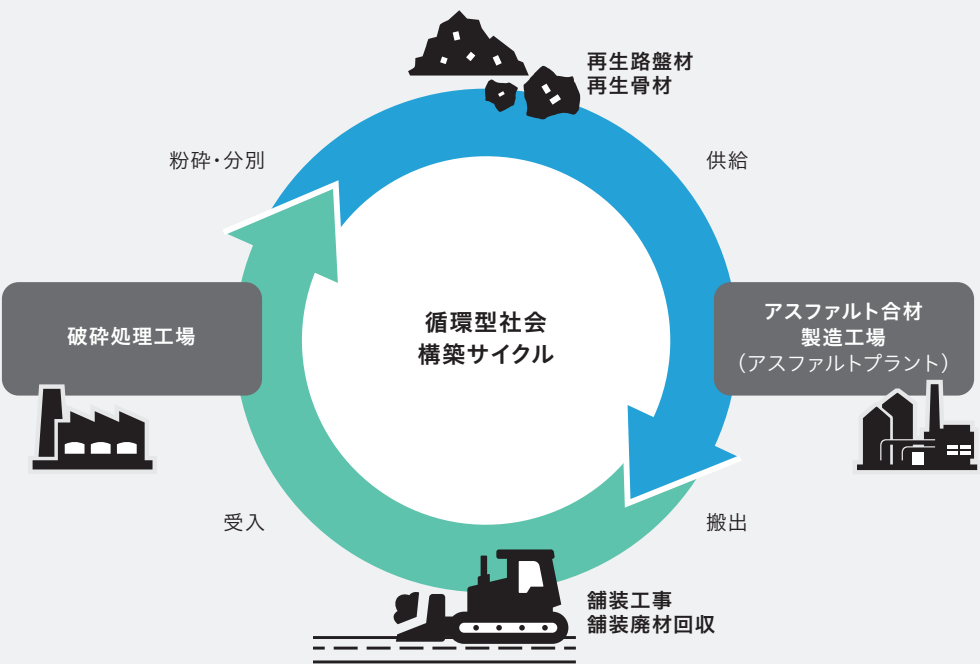 再生路盤材
再生骨材
粉砕・分別
供給
循環型社会
構築サイクル
破砕処理工場
アスファルト合材
製造工場
（アスファルトプラント）
受入
搬出
舗装工事
舗装廃材回収